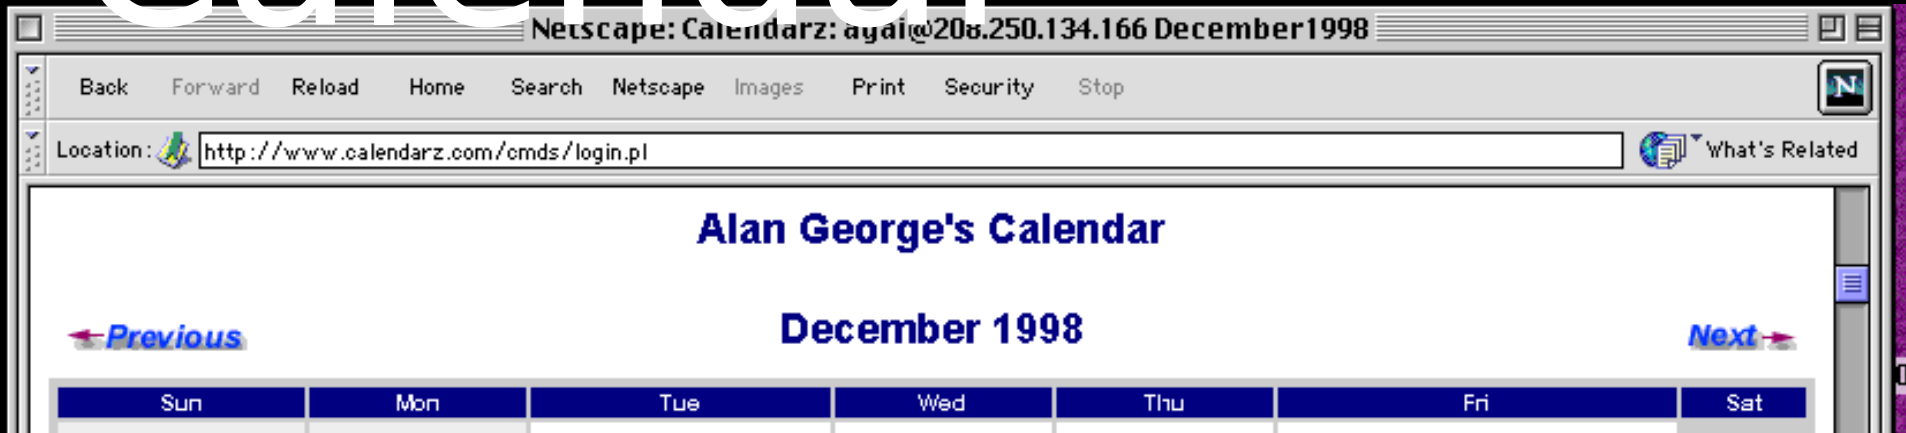 Calendar
Netscape: Calendarz: agai@208.250.134.166 December1998
Back Forward Reload Home Search Netscape Images Print Security Stop
N
Location: http://www.calendarz.com/cmds/login.pl What's Related
Alan George's Calendar
Previous December 1998 Next
Sun Mon Tue Wed Thu Fri Sat